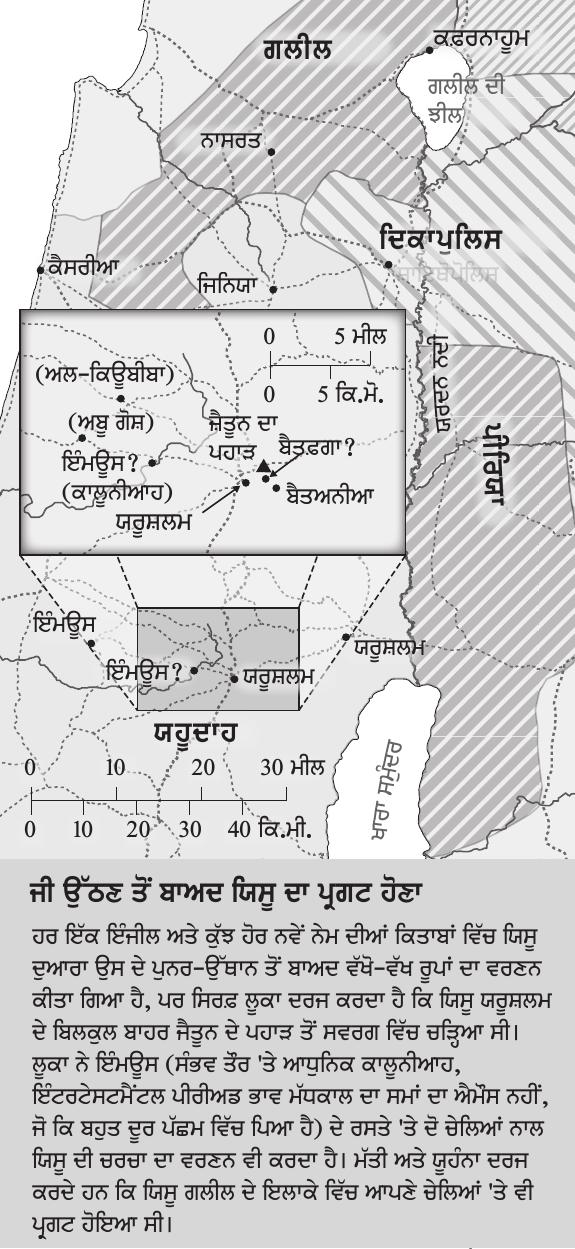 ਗਲੀਲ
ਕਫ਼ਰਨਾਹੂਮ
ਗਲੀਲ ਦੀ
ਝੀਲ
ਨਾਸਰਤ
ਦਿਕਾਪੁਲਿਸ
ਕੈਸਰੀਆ
ਜਿਨਿਯਾ
0 5 ਮੀਲ
0 5 ਕਿ.ਮੋ.
(ਅਲ-ਕਿਊਬੀਬਾ)
(ਅਬੁ ਗੋਸ਼)
ਇੰਮਊਸ?
(ਕਾਲੂਨੀਆਹ)
ਜ਼ੈਤੂਨ ਦਾ
ਪਹਾੜ
ਬੈਤਫ਼ਗਾ?
ਬੈਤਅਨੀਆ
ਯਰੂਸ਼ਲਮ
ਯਰਦਨ ਨਦੀ
ਪੀਰਿਯਾ
ਇੰਮਊਸ
ਇੰਮਊਸ?
ਯਰੂਸ਼ਲਮ
ਯਰੂਸ਼ਲਮ
ਯਹੂਦਾਹ
ਖਾਰਾ ਸਮੁੰਦਰ
0 10 20 30 ਮੀਲ
0 10 20 30 40 ਕਿ.ਮੀ.
ਜੀ ਉੱਠਣ ਤੋਂ ਬਾਅਦ ਯਿਸੂ ਦਾ ਪ੍ਰਗਟ ਹੋਣਾ
ਹਰ ਇੱਕ ਇੰਜੀਲ ਅਤੇ ਕੁੱਝ ਹੋਰ ਨਵੇਂ ਨੇਮ ਦੀਆਂ ਕਿਤਾਬਾਂ ਵਿੱਚ ਯਿਸੂ
ਦੁਆਰਾ ਉਸ ਦੇ ਪੁਨਰ-ਉੱਥਾਨ ਤੋਂ ਬਾਅਦ ਵੱਖੋ-ਵੱਖ ਰੂਪਾਂ ਦਾ ਵਰਣਨ
ਕੀਤਾ ਗਿਆ ਹੈ, ਪਰ ਸਿਰਫ਼ ਲੂਕਾ ਦਰਜ ਕਰਦਾ ਹੈ ਕਿ ਯਿਸੂ ਯਰੂਸ਼ਲਮ
ਦੇ ਬਿਲਕੁਲ ਬਾਹਰ ਜੈਤੂਨ ਦੇ ਪਹਾੜ ਤੋਂ ਸਵਰਗ ਵਿੱਚ ਚੜ੍ਹਿਆ ਸੀ।
ਲੂਕਾ ਨੇ ਇੰਮਊਸ (ਸੰਭਵ ਤੌਰ 'ਤੇ ਆਧੁਨਿਕ ਕਾਲੂਨੀਆਹ,
ਇੰਟਰਟੇਸਟਮੈਂਟਲ ਪੀਰੀਅਡ ਭਾਵ ਮੱਧਕਾਲ ਦਾ ਸਮਾਂ ਦਾ ਐਮੌਸ ਨਹੀਂ,
ਜੋ ਕਿ ਬਹੁਤ ਦੂਰ ਪੱਛਮ ਵਿੱਚ ਪਿਆ ਹੈ) ਦੇ ਰਸਤੇ 'ਤੇ ਦੋ ਚੇਲਿਆਂ ਨਾਲ
ਯਿਸੂ ਦੀ ਚਰਚਾ ਦਾ ਵਰਣਨ ਵੀ ਕਰਦਾ ਹੈ। ਮੱਤੀ ਅਤੇ ਯੂਹੰਨਾ ਦਰਜ
ਕਰਦੇ ਹਨ ਕਿ ਯਿਸੂ ਗਲੀਲ ਦੇ ਇਲਾਕੇ ਵਿੱਚ ਆਪਣੇ ਚੇਲਿਆਂ 'ਤੇ ਵੀ
ਪ੍ਰਗਟ ਹੋਇਆ ਸੀ।